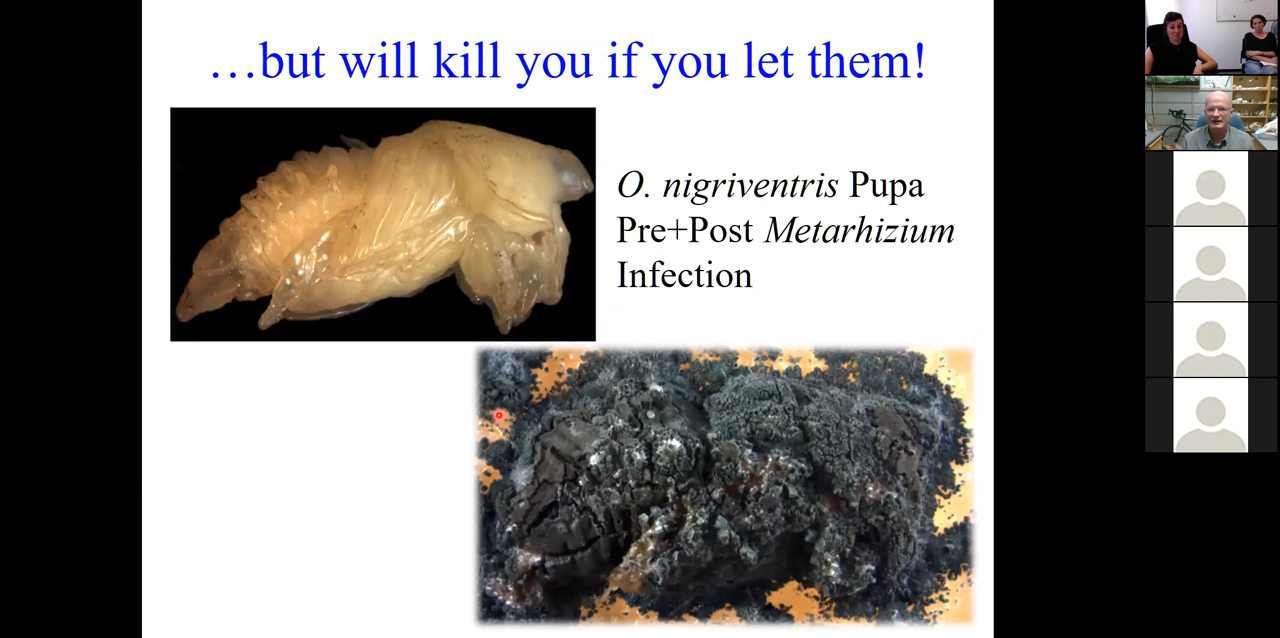 …but will kill you if you let them!
O. nigriventris Pupa
Pre+Post Metarhizium
Infection